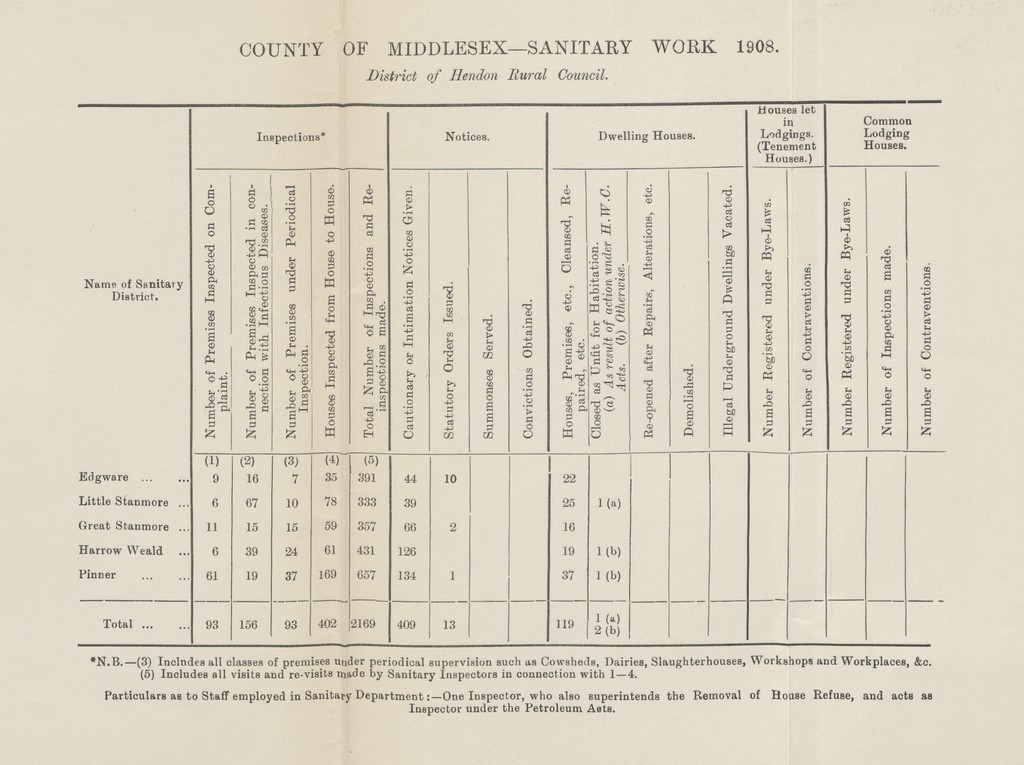 COUNTY OF MIDDLESEX—SANITARY WORK 1908.
District of Hendon Rural Council.
Name of Sanitary
District.
Inspections*
Notices.
Dwelling Houses.
Houses let
in
Lodgings.
(Tenement
Houses.)
Common
Lodging
Houses.
Number of Premises Inspected on Com-
plaint.
Number of Premises Inspected in con-
nection with Infectious Diseases.
Number of Premises under Periodical
Inspection.
Houses Inspected from House to House.
Total Number of Inspections and Re-
inspections made.
Cautionary or Intimation Notices Given.
Statutory Orders Issued.
Summonses Served.
Convictions Obtained.
Houses, Premises, etc., Cleansed, Re-
paired, etc.
Closed as Unfit for Habitation.
(a) As result of action under H.W.C.
Acts. (b) Otherwise.
Re-opened after Repairs, Alterations, etc.
Demolished.
Illegal Underground Dwellings Vacated.
Number Registered under Bye-Laws.
Number of Contraventions.
Number Registered under Bye-Laws.
Number of Inspections made.
Number of Contraventions.
(1) (2) (3) (4) (5)
Edgware ... ... 9 16 7 35 391 44 10 22
Little Stanmore ... 6 67 10 78 333 39 25 1 (a)
Great Stanmore ... 11 15 15 59 357 66 2 16
Harrow Weald ... 6 39 24 61 431 126 19 1 (b)
Pinner ... ... 61 19 37 169 657 134 1 37 1 (b)
Total ... ... 93 156 93 402 2169 409 13 119 1 (a)
2 (b)
*N.B.—(3) Includes all classes of premises under periodical supervision such as Cowsheds, Dairies, Slaughterhouses, Workshops and Workplaces, &c.
(5) Includes all visits and re-visits made by Sanitary Inspectors in connection with 1—4.
Particulars as to Staff employed in Sanitary Department:—One Inspector, who also superintends the Removal of House Refuse, and acts as
Inspector under the Petroleum Acts.